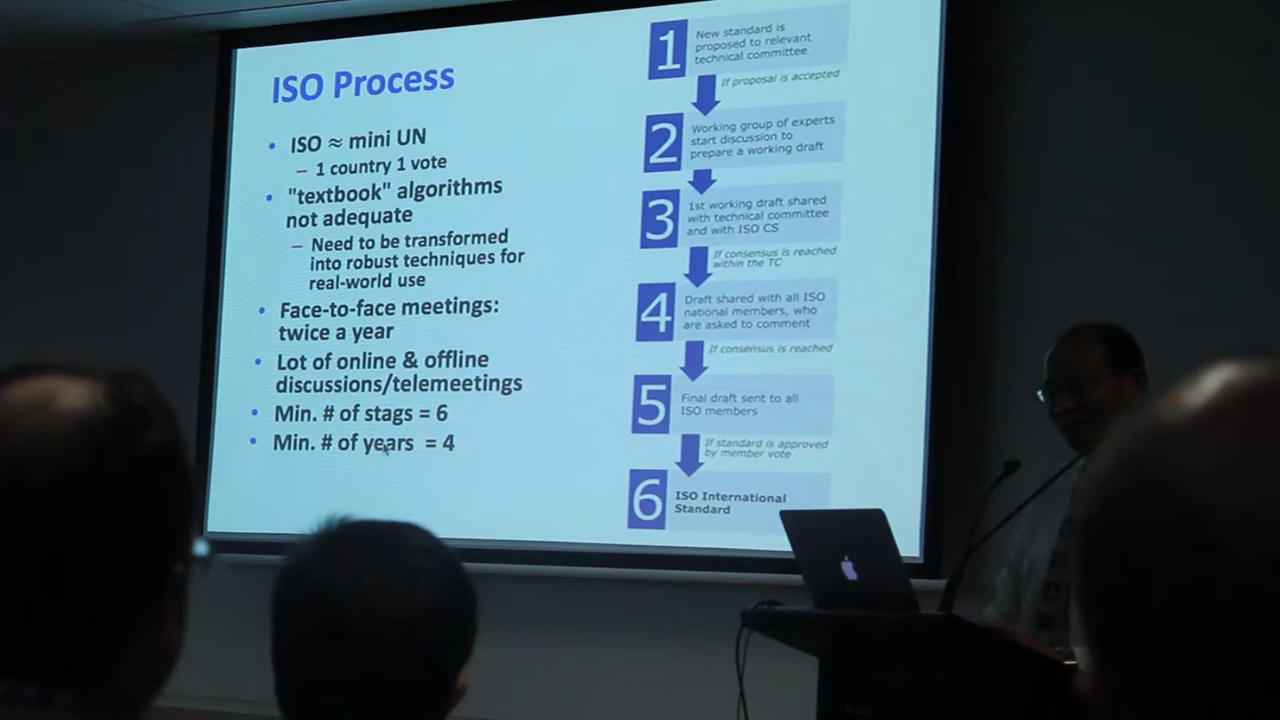 ISO Process
• ISO ≈ mini UN
– 1 country 1 vote
• "textbook" algorithms
not adequate
– Need to be transformed
into robust techniques for
real-world use
• Face-to-face meetings:
twice a year
• Lot of online & offline
discussions/telemeetings
• Min. # of stags = 6
• Min. # of years = 4
1
New standard is
proposed to relevant
technical committee
If proposal is accepted
2
Working group of experts
start discussion to
prepare a working draft
3
1st working draft shared
with technical committee
and with ISO CS
If consensus is reached
within the TC
4
Draft shared with all ISO
national members, who
are asked to comment
If consensus is reached
5
Final draft sent to all
ISO members
If standard is approved
by member vote
6
ISO International
Standard